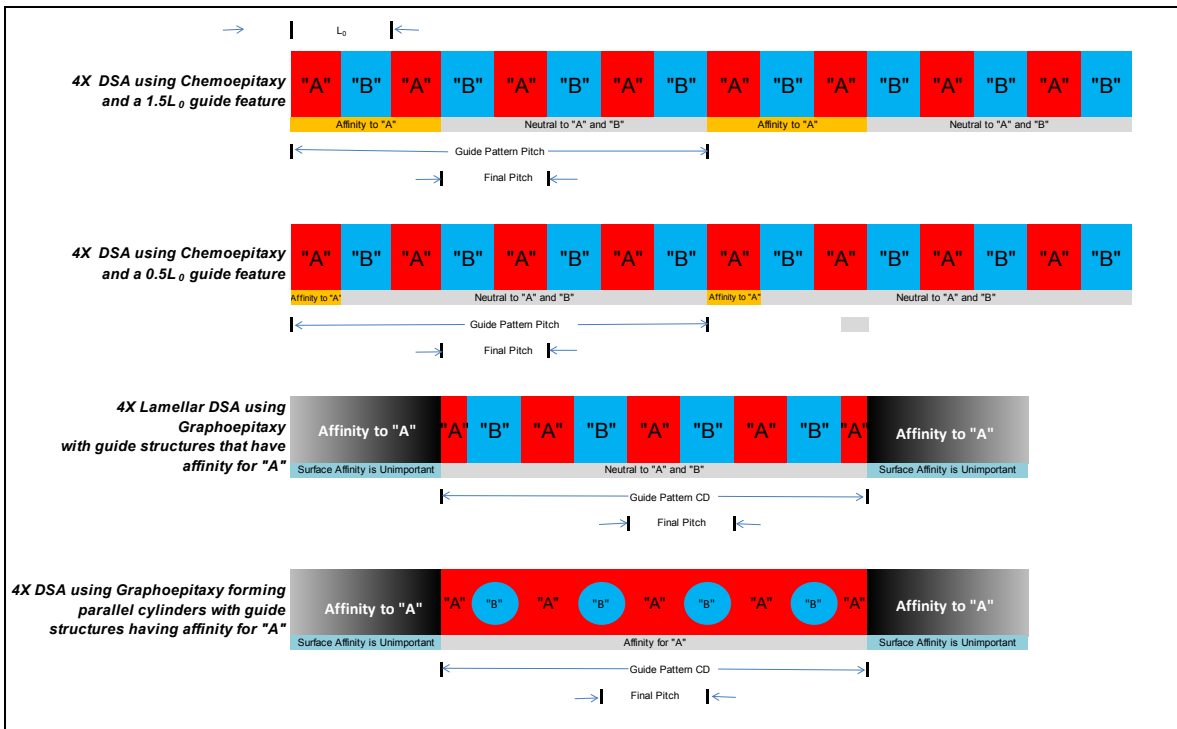 L₀
4X DSA using Chemoepitaxy
and a 1.5L₀ guide feature
"A" "B" "A" "B" "A" "B" "A" "B" "A" "B" "A" "B" "A" "B" "A" "B"
Affinity to "A" Neutral to "A" and "B" Affinity to "A" Neutral to "A" and "B"
Guide Pattern Pitch
Final Pitch
4X DSA using Chemoepitaxy
and a 0.5L₀ guide feature
"A" "B" "A" "B" "A" "B" "A" "B" "A" "B" "A" "B" "A" "B" "A" "B"
Affinity to "A" Neutral to "A" and "B" Affinity to "A" Neutral to "A" and "B"
Guide Pattern Pitch
Final Pitch
4X Lamellar DSA using
Graphoepitaxy
with guide structures that have
affinity for "A"
Affinity to "A" "A" "B" "A" "B" "A" "B" "A" "B" "A" Affinity to "A"
Surface Affinity is Unimportant Neutral to "A" and "B" Surface Affinity is Unimportant
Guide Pattern CD
Final Pitch
4X DSA using Graphoepitaxy forming
parallel cylinders with guide
structures having affinity for "A"
Affinity to "A" "A" "B" "A" "B" "A" "B" "A" "B" "A" Affinity to "A"
Surface Affinity is Unimportant Affinity for "A" Surface Affinity is Unimportant
Guide Pattern CD
Final Pitch